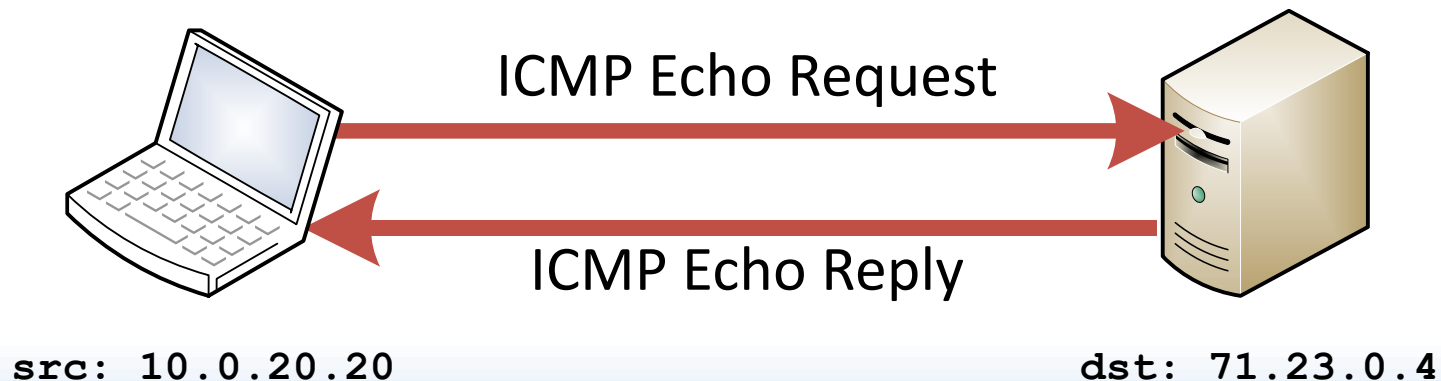 ICMP Echo Request
ICMP Echo Reply
src: 10.0.20.20
dst: 71.23.0.4